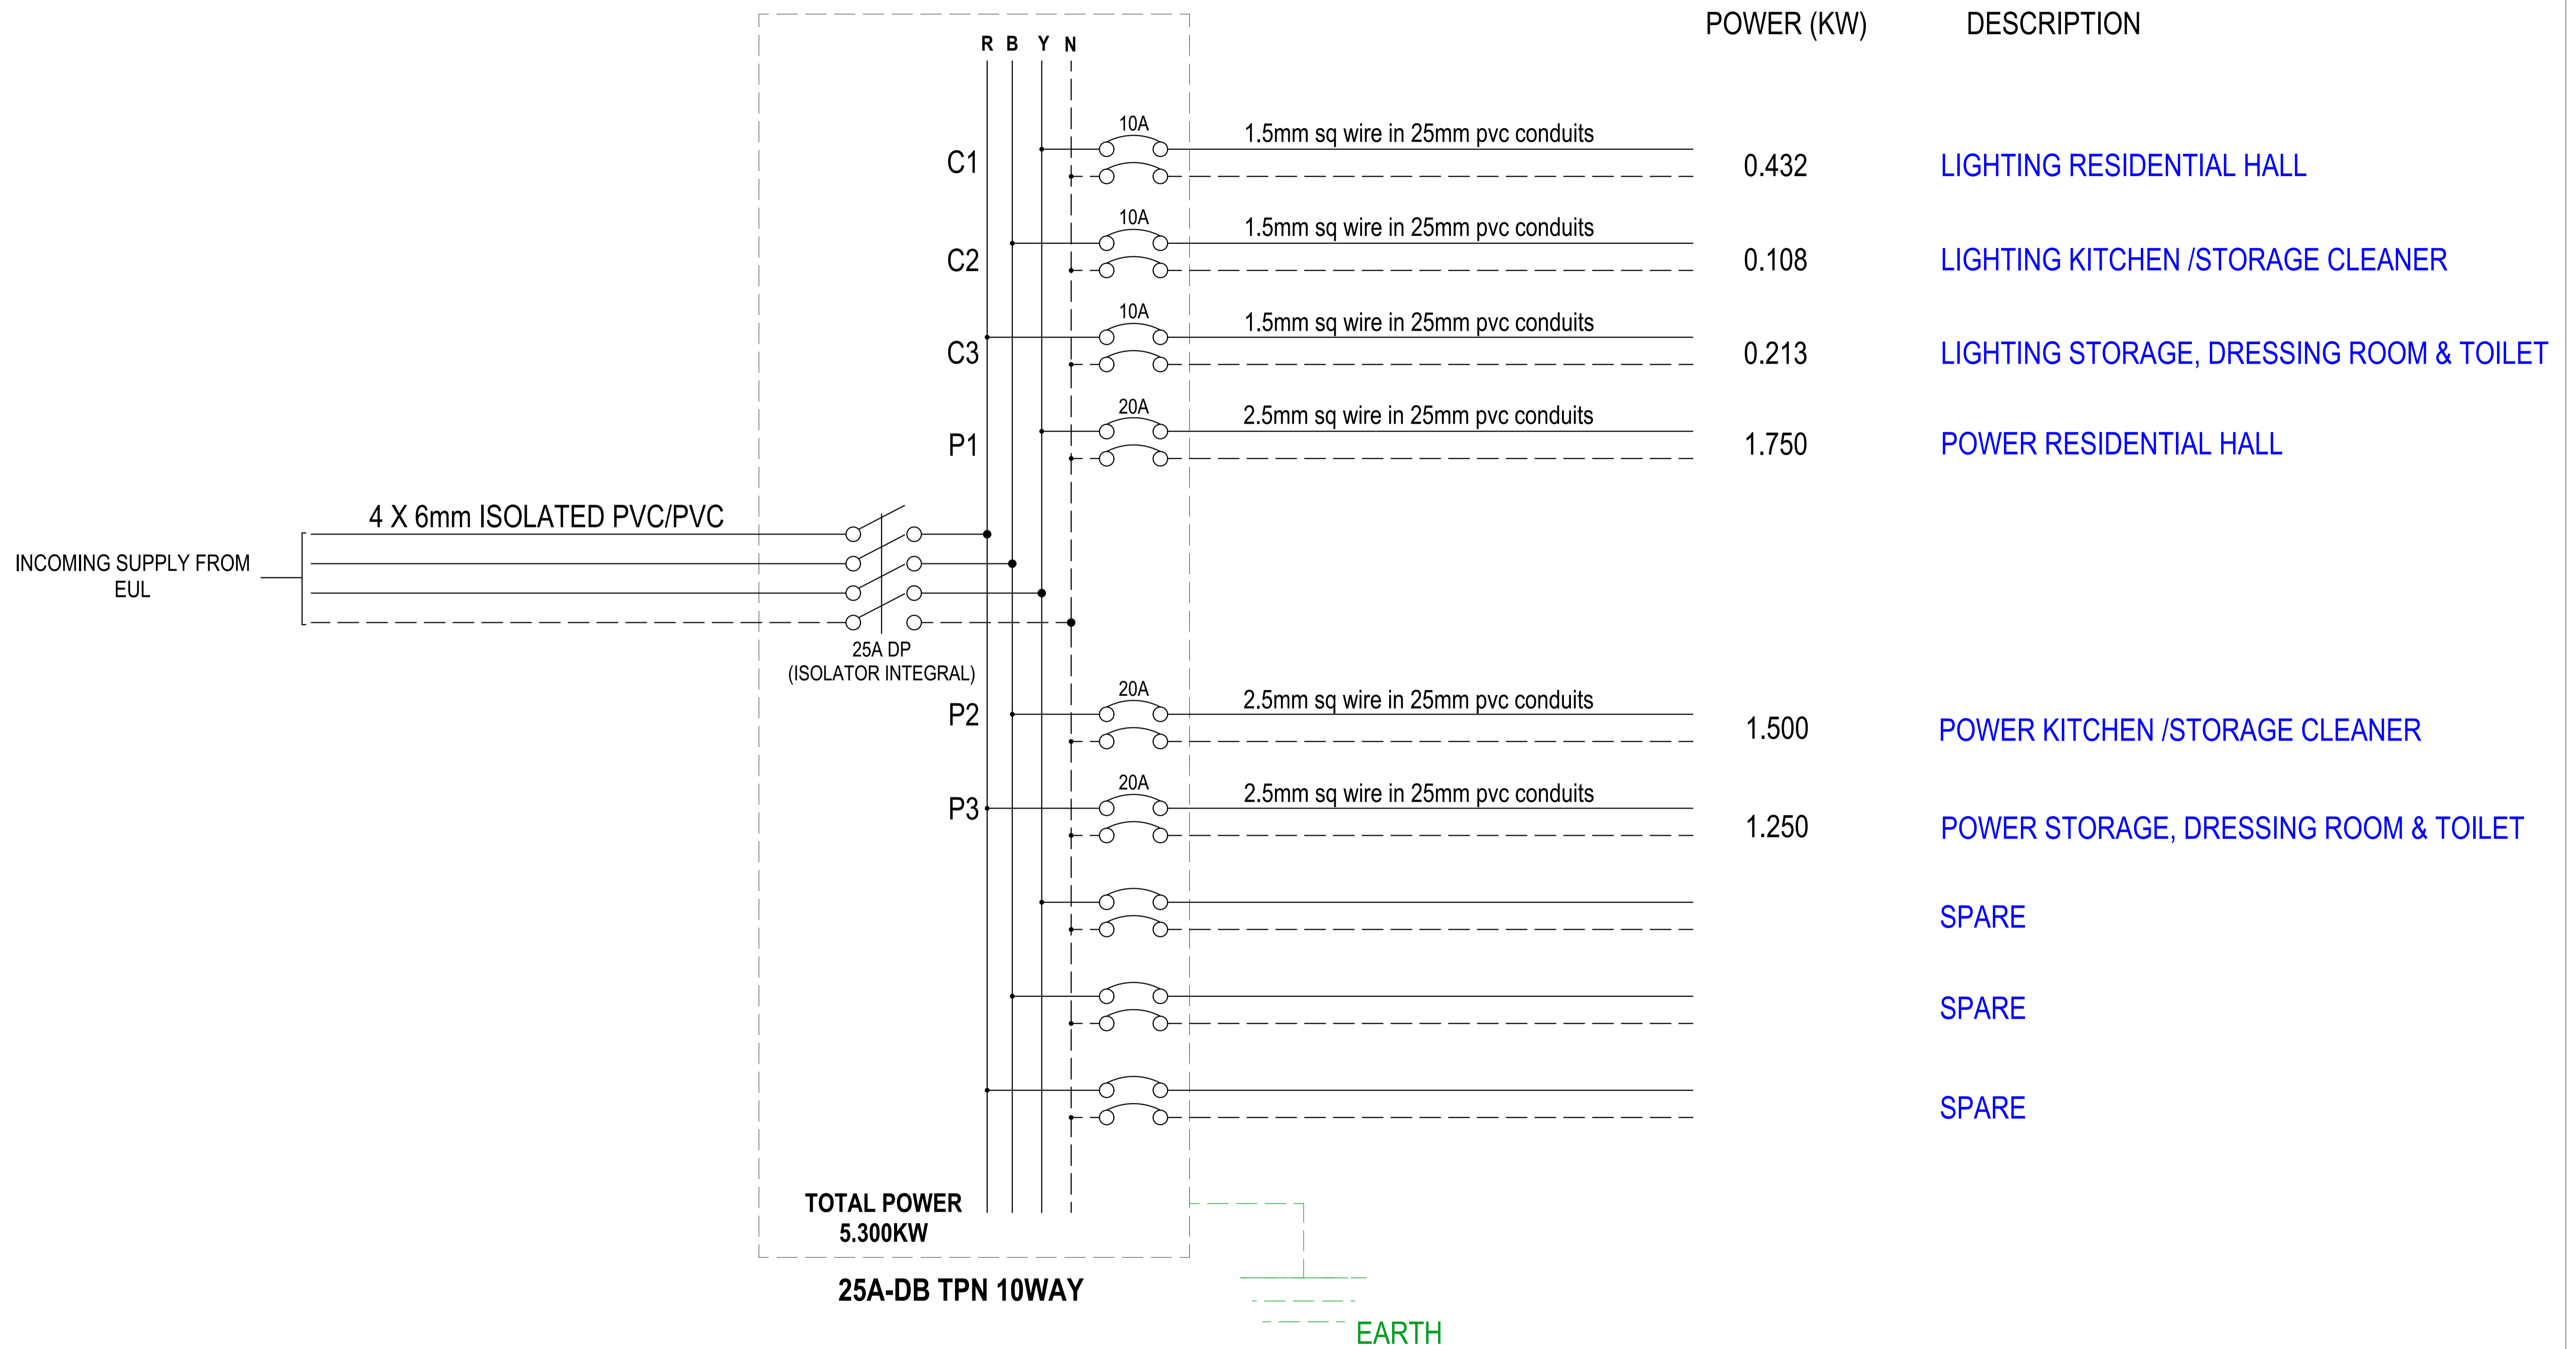 POWER (KW) DESCRIPTION
R B Y N
10A
1.5mm sq wire in 25mm pvc conduits
C1
0.432
LIGHTING RESIDENTIAL HALL
10A
1.5mm sq wire in 25mm pvc conduits
C2
0.108
LIGHTING KITCHEN /STORAGE CLEANER
10A
1.5mm sq wire in 25mm pvc conduits
C3
0.213
LIGHTING STORAGE, DRESSING ROOM & TOILET
20A
2.5mm sq wire in 25mm pvc conduits
P1
1.750
POWER RESIDENTIAL HALL
4 X 6mm ISOLATED PVC/PVC
INCOMING SUPPLY FROM
EUL
25A DP
(ISOLATOR INTEGRAL)
20A
2.5mm sq wire in 25mm pvc conduits
P2
1.500
POWER KITCHEN /STORAGE CLEANER
20A
2.5mm sq wire in 25mm pvc conduits
P3
1.250
POWER STORAGE, DRESSING ROOM & TOILET
SPARE
SPARE
SPARE
TOTAL POWER
5.300KW
25A-DB TPN 10WAY
EARTH